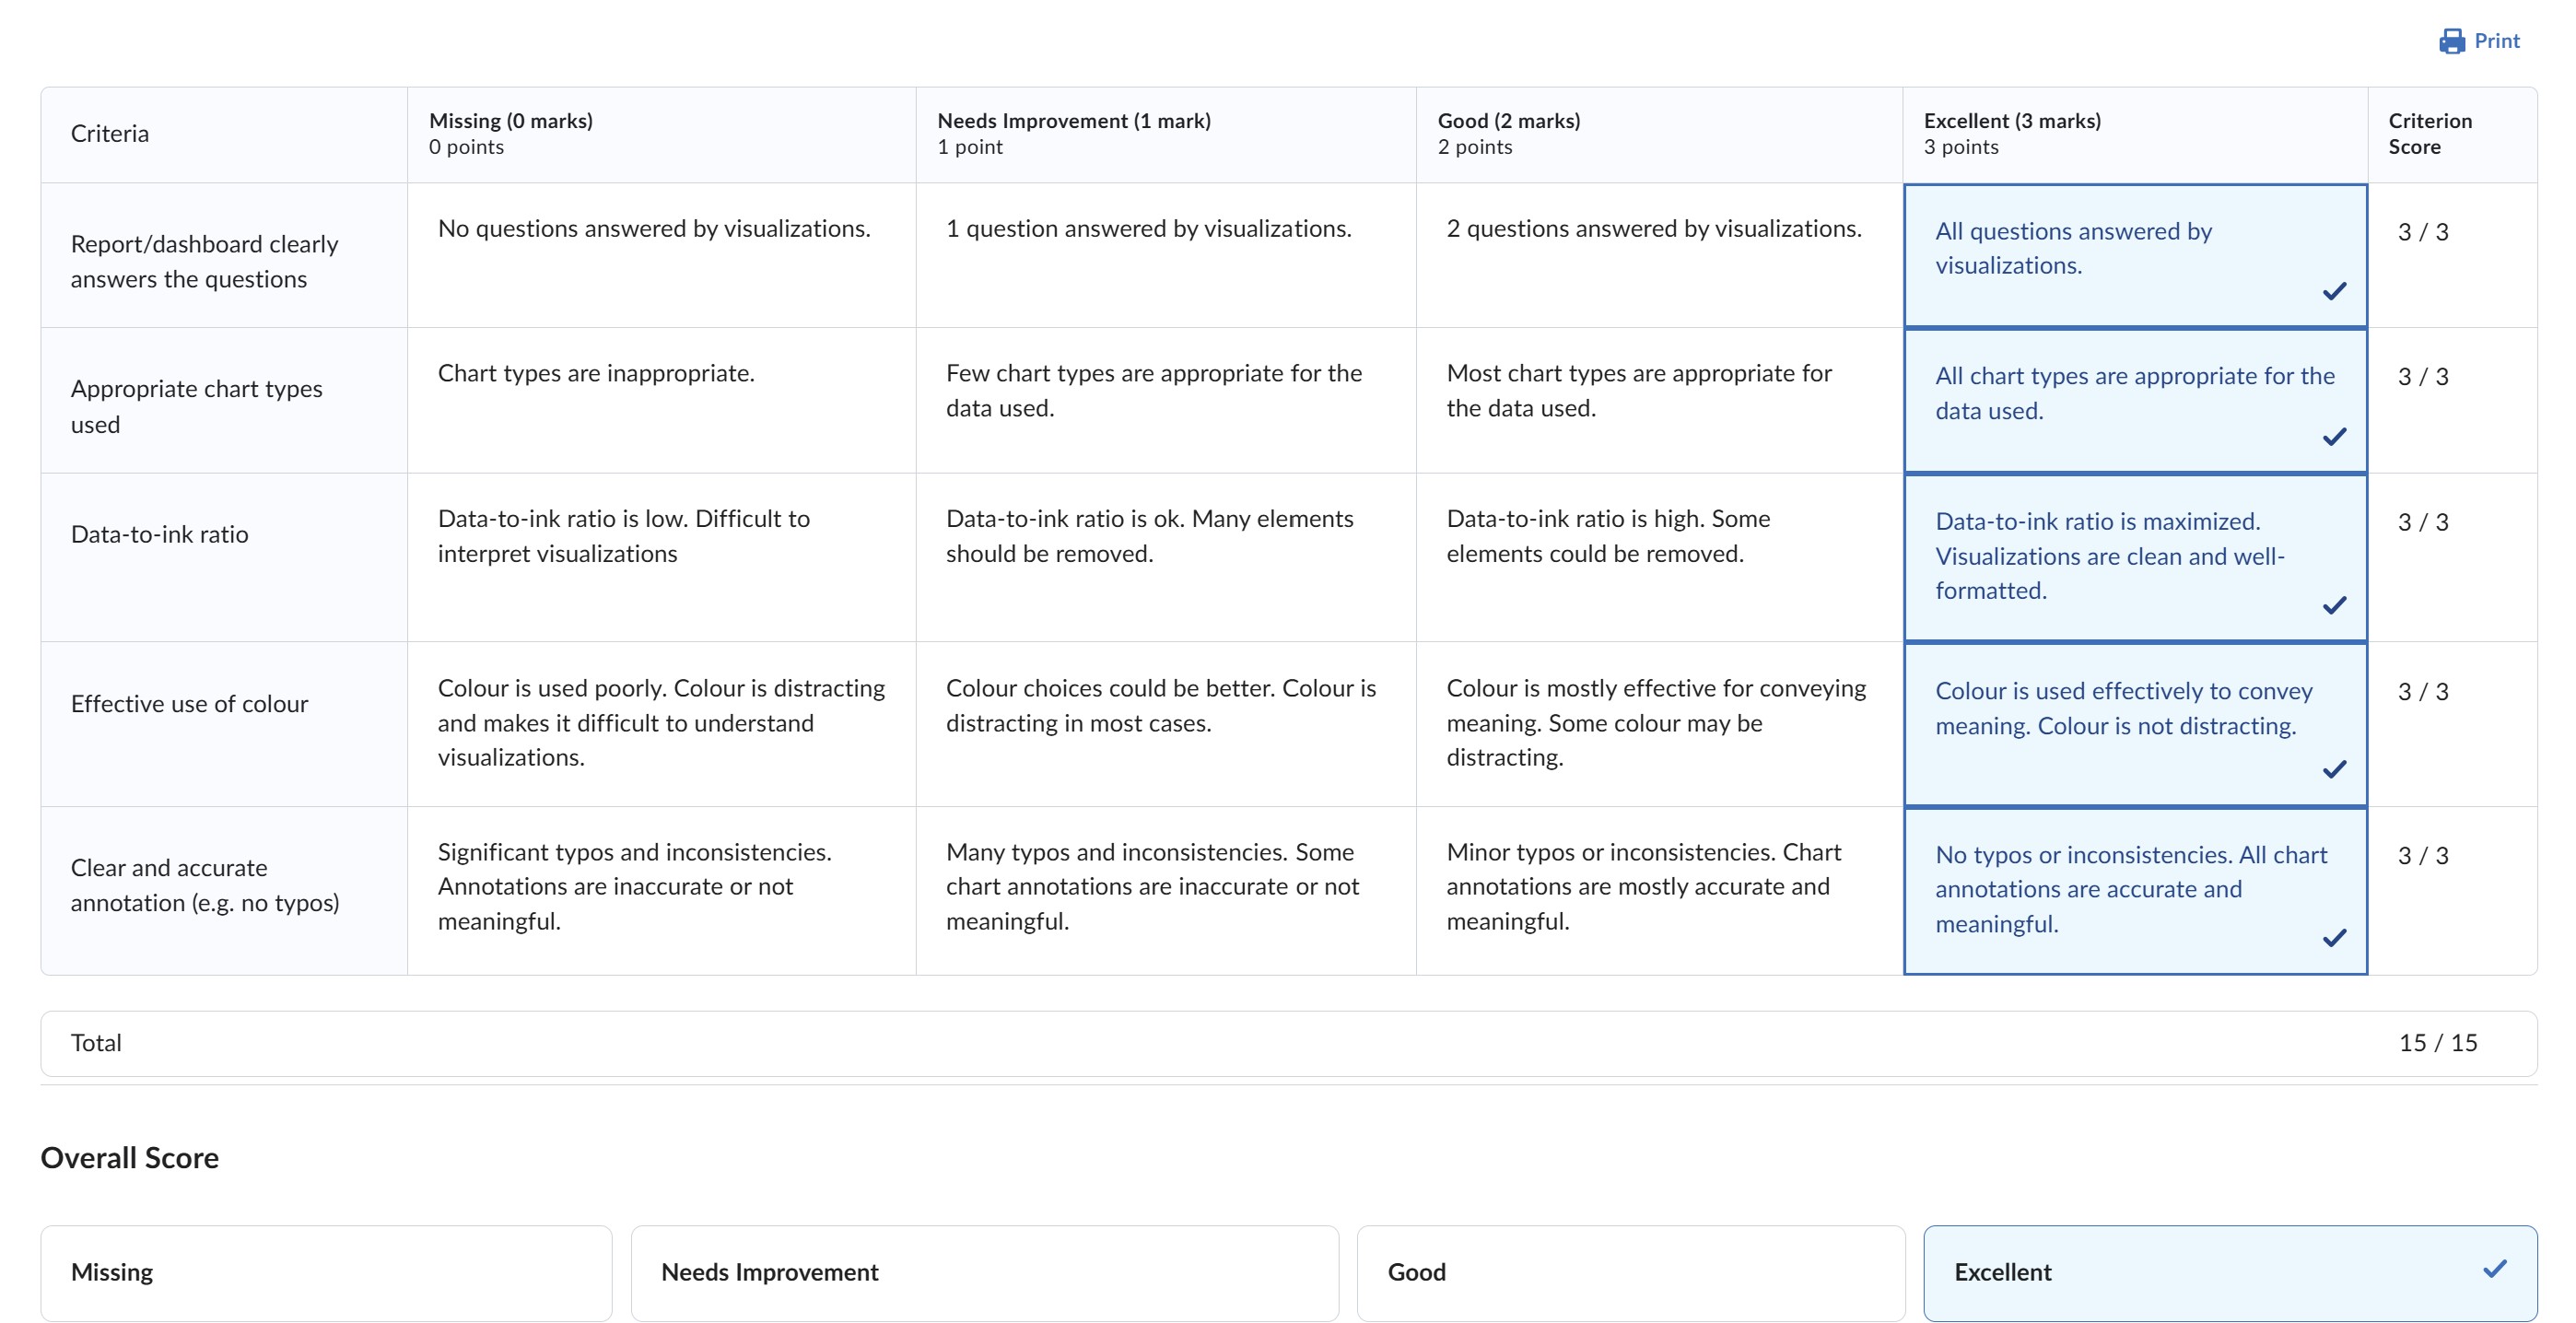 Print
Criteria
Missing (0 marks)
0 points
Needs Improvement (1 mark)
1 point
Good (2 marks)
2 points
Excellent (3 marks)
3 points
Criterion
Score
Report/dashboard clearly
answers the questions
No questions answered by visualizations.
1 question answered by visualizations.
2 questions answered by visualizations.
All questions answered by
visualizations.
3 / 3
Appropriate chart types
used
Chart types are inappropriate.
Few chart types are appropriate for the
data used.
Most chart types are appropriate for
the data used.
All chart types are appropriate for the
data used.
3 / 3
Data-to-ink ratio
Data-to-ink ratio is low. Difficult to
interpret visualizations
Data-to-ink ratio is ok. Many elements
should be removed.
Data-to-ink ratio is high. Some
elements could be removed.
Data-to-ink ratio is maximized.
Visualizations are clean and well-
formatted.
3 / 3
Effective use of colour
Colour is used poorly. Colour is distracting
and makes it difficult to understand
visualizations.
Colour choices could be better. Colour is
distracting in most cases.
Colour is mostly effective for conveying
meaning. Some colour may be
distracting.
Colour is used effectively to convey
meaning. Colour is not distracting.
3 / 3
Clear and accurate
annotation (e.g. no typos)
Significant typos and inconsistencies.
Annotations are inaccurate or not
meaningful.
Many typos and inconsistencies. Some
chart annotations are inaccurate or not
meaningful.
Minor typos or inconsistencies. Chart
annotations are mostly accurate and
meaningful.
No typos or inconsistencies. All chart
annotations are accurate and
meaningful.
3 / 3
Total
15 / 15
Overall Score
Missing
Needs Improvement
Good
Excellent